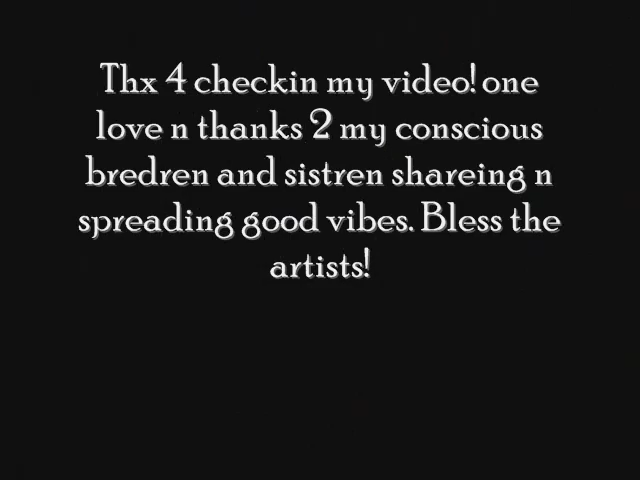 Thx 4 checkin my video! one
love n thanks 2 my conscious
bredren and sistren shareing n
spreading good vibes. Bless the
artists!